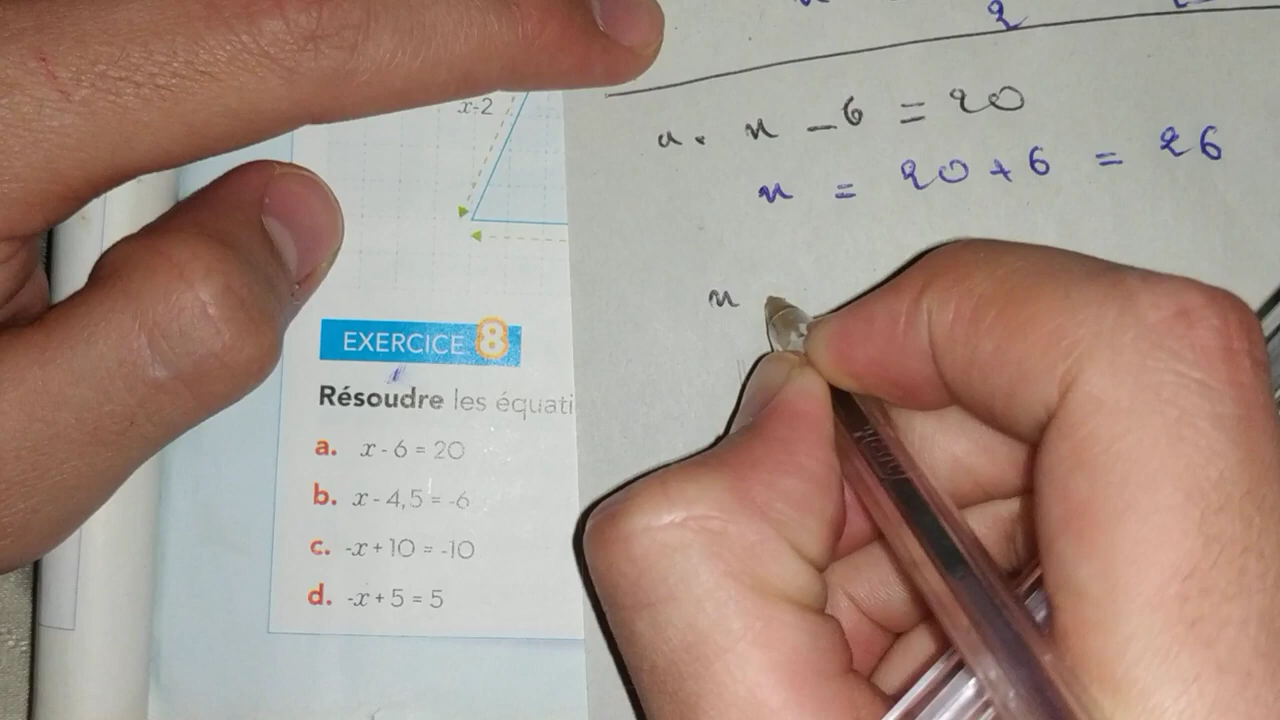 x-2
EXERCICE 8
Résoudre les équati
a. x - 6 = 20
b. x - 4,5 = -6
c. -x + 10 = -10
d. -x + 5 = 5
2
a. x - 6 = 20
x = 20 + 6 = 26
x